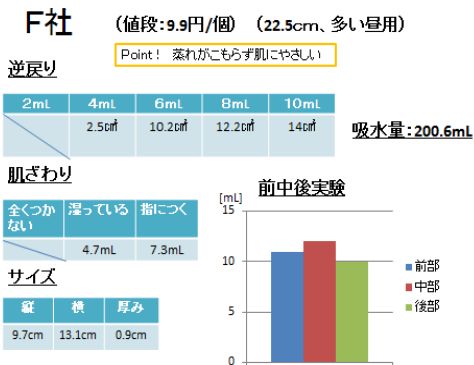 F社 (値段:9.9円/個) (22.5cm、多い昼用)
Point！ 蒸れがこもらず肌にやさしい
逆戻り
2mL 4mL 6mL 8mL 10mL
2.5c㎡ 10.2c㎡ 12.2c㎡ 14c㎡
吸水量:200.6mL
肌ざわり
全くつかない 湿っている 指につく
4.7mL 7.3mL
サイズ
縦 横 厚み
9.7cm 13.1cm 0.9cm
前中後実験
[mL]
15
10
5
0
前部
中部
後部